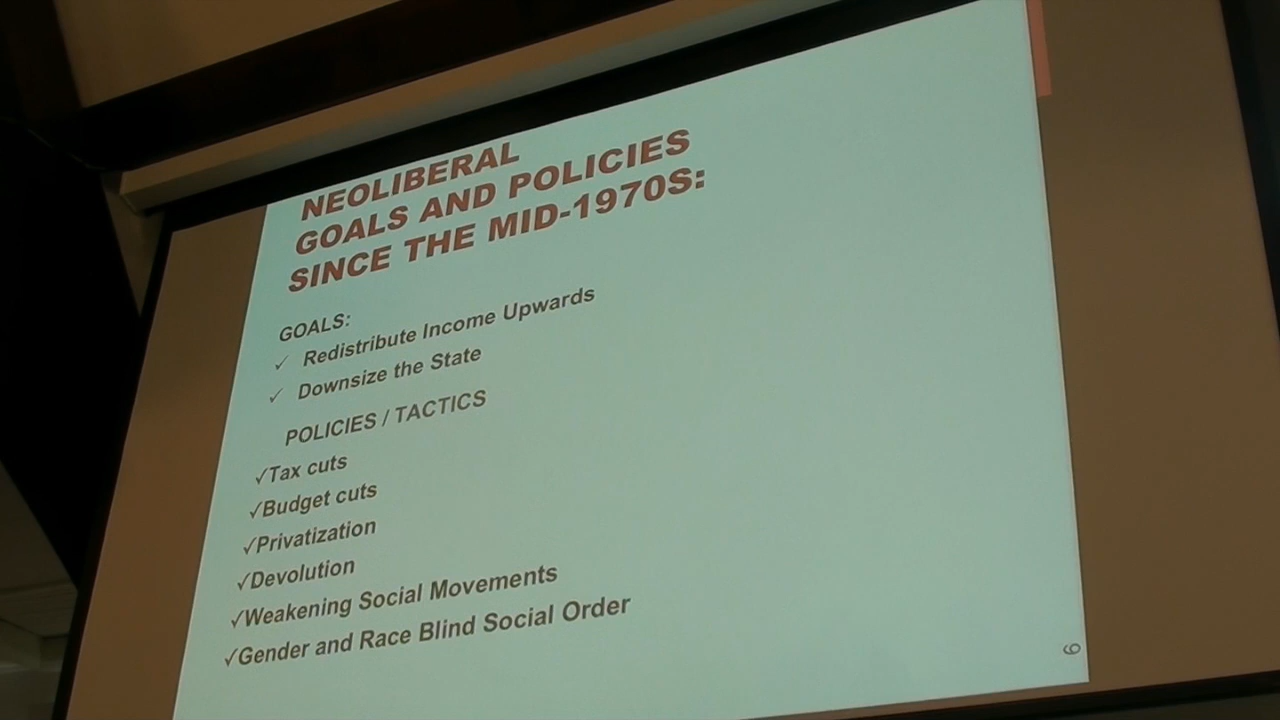 NEOLIBERAL
GOALS AND POLICIES
SINCE THE MID-1970S:
GOALS:
✓ Redistribute Income Upwards
✓ Downsize the State
POLICIES / TACTICS
✓Tax cuts
✓Budget cuts
✓Privatization
✓Devolution
✓Weakening Social Movements
✓Gender and Race Blind Social Order
6